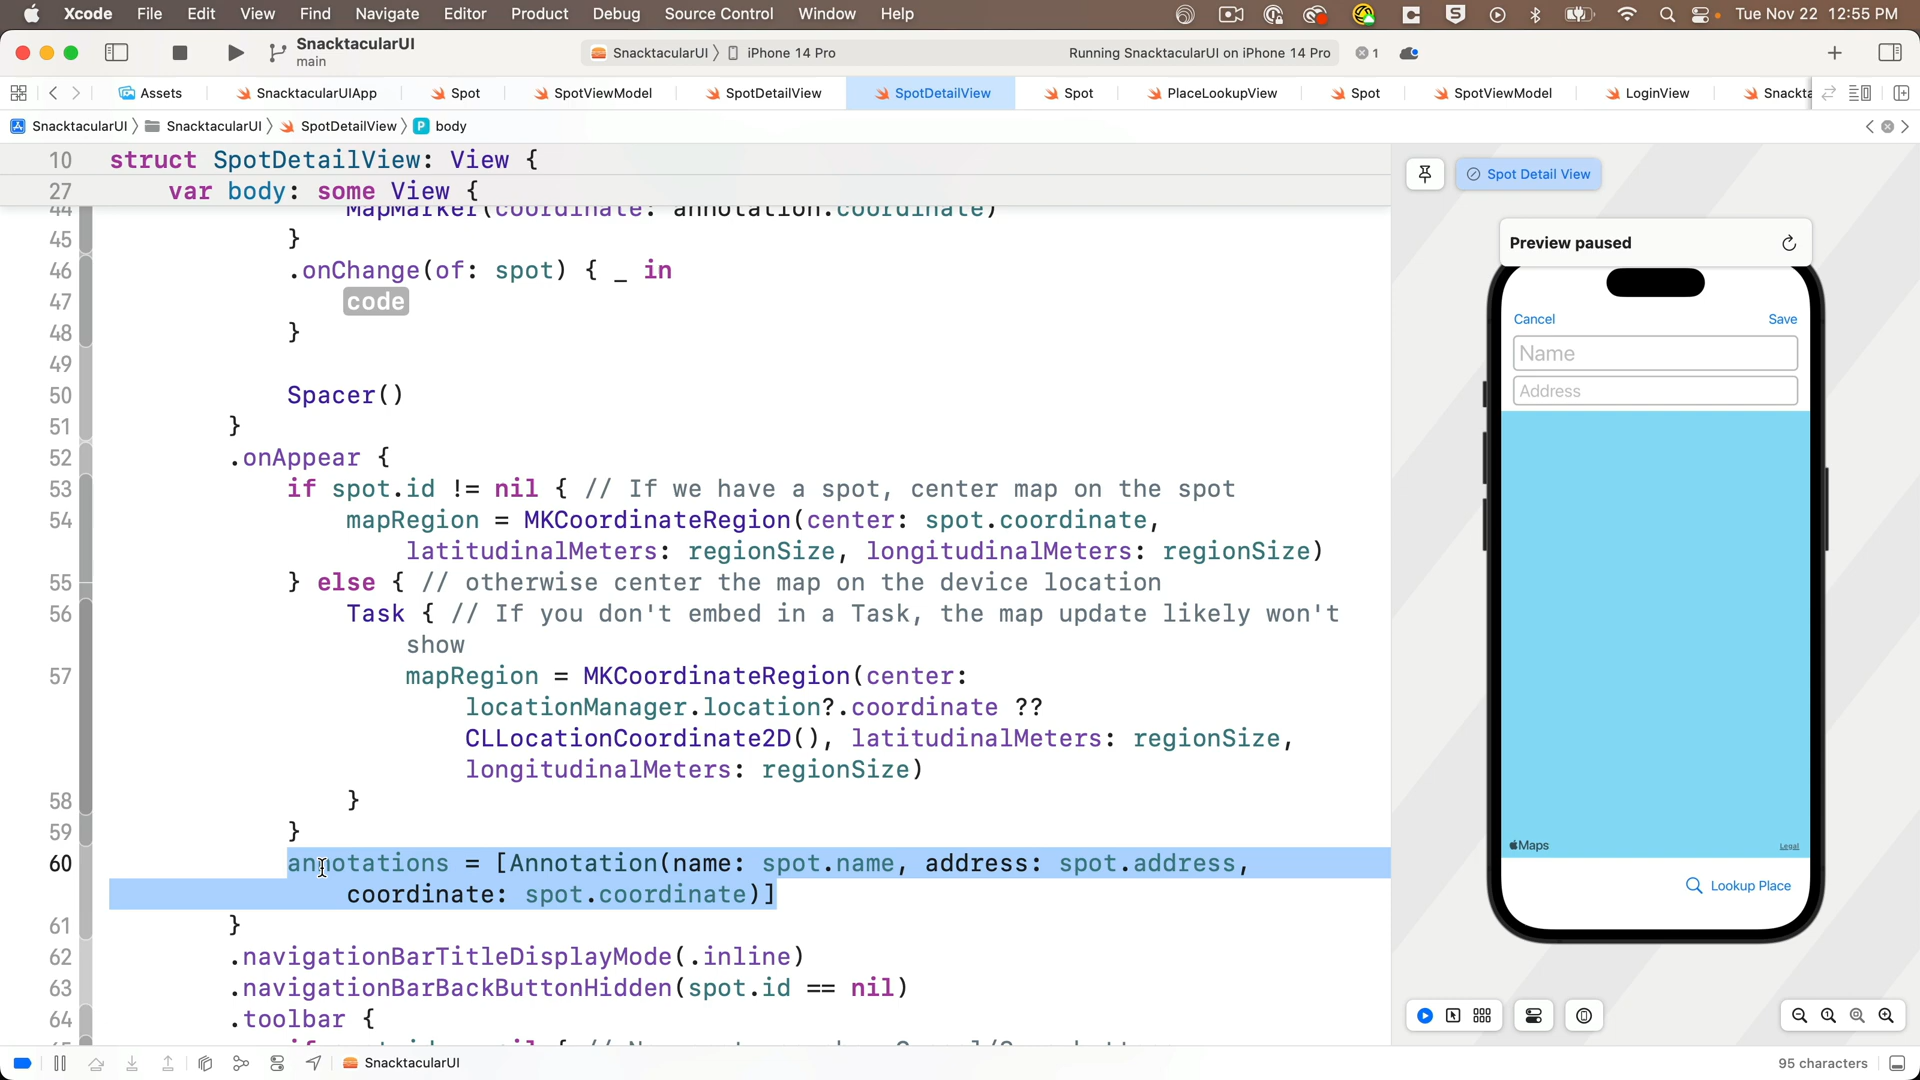 Xcode File Edit View Find Navigate Editor Product Debug Source Control Window Help Tue Nov 22 12:55 PM
SnacktacularUI
main
SnacktacularUI iPhone 14 Pro Running SnacktacularUI on iPhone 14 Pro 1
Assets SnacktacularUIApp Spot SpotViewModel SpotDetailView SpotDetailView Spot PlaceLookupView Spot SpotViewModel LoginView Snackta
SnacktacularUI SnacktacularUI SpotDetailView P body
10 struct SpotDetailView: View {
27 var body: some View {
44 MapMarker(coordinate: annotation.coordinate)
45 }
46 .onChange(of: spot) { _ in
47 code
48 }
49
50 Spacer()
51 }
52 .onAppear {
53 if spot.id != nil { // If we have a spot, center map on the spot
54 mapRegion = MKCoordinateRegion(center: spot.coordinate,
latitudinalMeters: regionSize, longitudinalMeters: regionSize)
55 } else { // otherwise center the map on the device location
56 Task { // If you don't embed in a Task, the map update likely won't
show
57 mapRegion = MKCoordinateRegion(center:
locationManager.location?.coordinate ??
CLLocationCoordinate2D(), latitudinalMeters: regionSize,
longitudinalMeters: regionSize)
58 }
59 }
60 annotations = [Annotation(name: spot.name, address: spot.address,
coordinate: spot.coordinate)]
61 }
62 .navigationBarTitleDisplayMode(.inline)
63 .navigationBarBackButtonHidden(spot.id == nil)
64 .toolbar {
Spot Detail View
Preview paused
Cancel Save
Name
Address
Maps Legal
Lookup Place
SnacktacularUI
95 characters